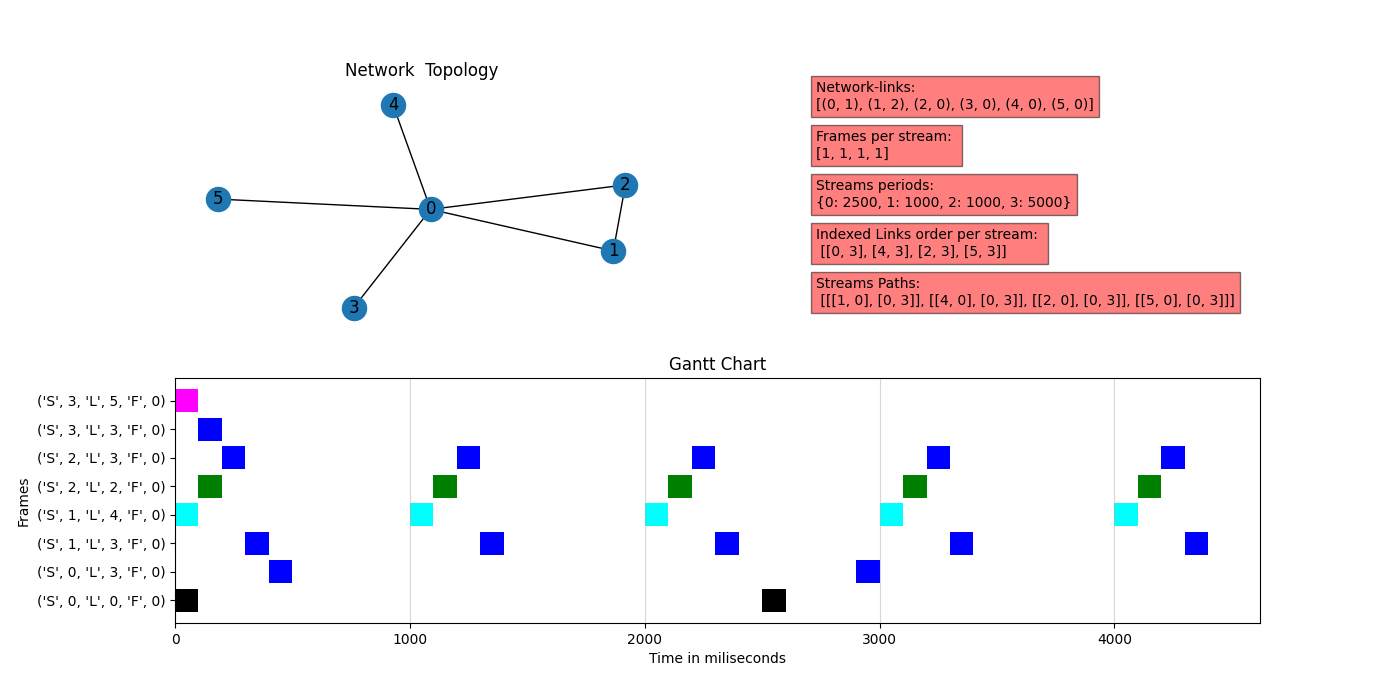 Network  Topology
4
5
0
2
1
3
Network-links:
[(0, 1), (1, 2), (2, 0), (3, 0), (4, 0), (5, 0)]
Frames per stream:
[1, 1, 1, 1]
Streams periods:
{0: 2500, 1: 1000, 2: 1000, 3: 5000}
Indexed Links order per stream:
[[0, 3], [4, 3], [2, 3], [5, 3]]
Streams Paths:
[[[1, 0], [0, 3]], [[4, 0], [0, 3]], [[2, 0], [0, 3]], [[5, 0], [0, 3]]]
Gantt Chart
Frames
('S', 3, 'L', 5, 'F', 0)
('S', 3, 'L', 3, 'F', 0)
('S', 2, 'L', 3, 'F', 0)
('S', 2, 'L', 2, 'F', 0)
('S', 1, 'L', 4, 'F', 0)
('S', 1, 'L', 3, 'F', 0)
('S', 0, 'L', 3, 'F', 0)
('S', 0, 'L', 0, 'F', 0)
0 1000 2000 3000 4000
Time in miliseconds